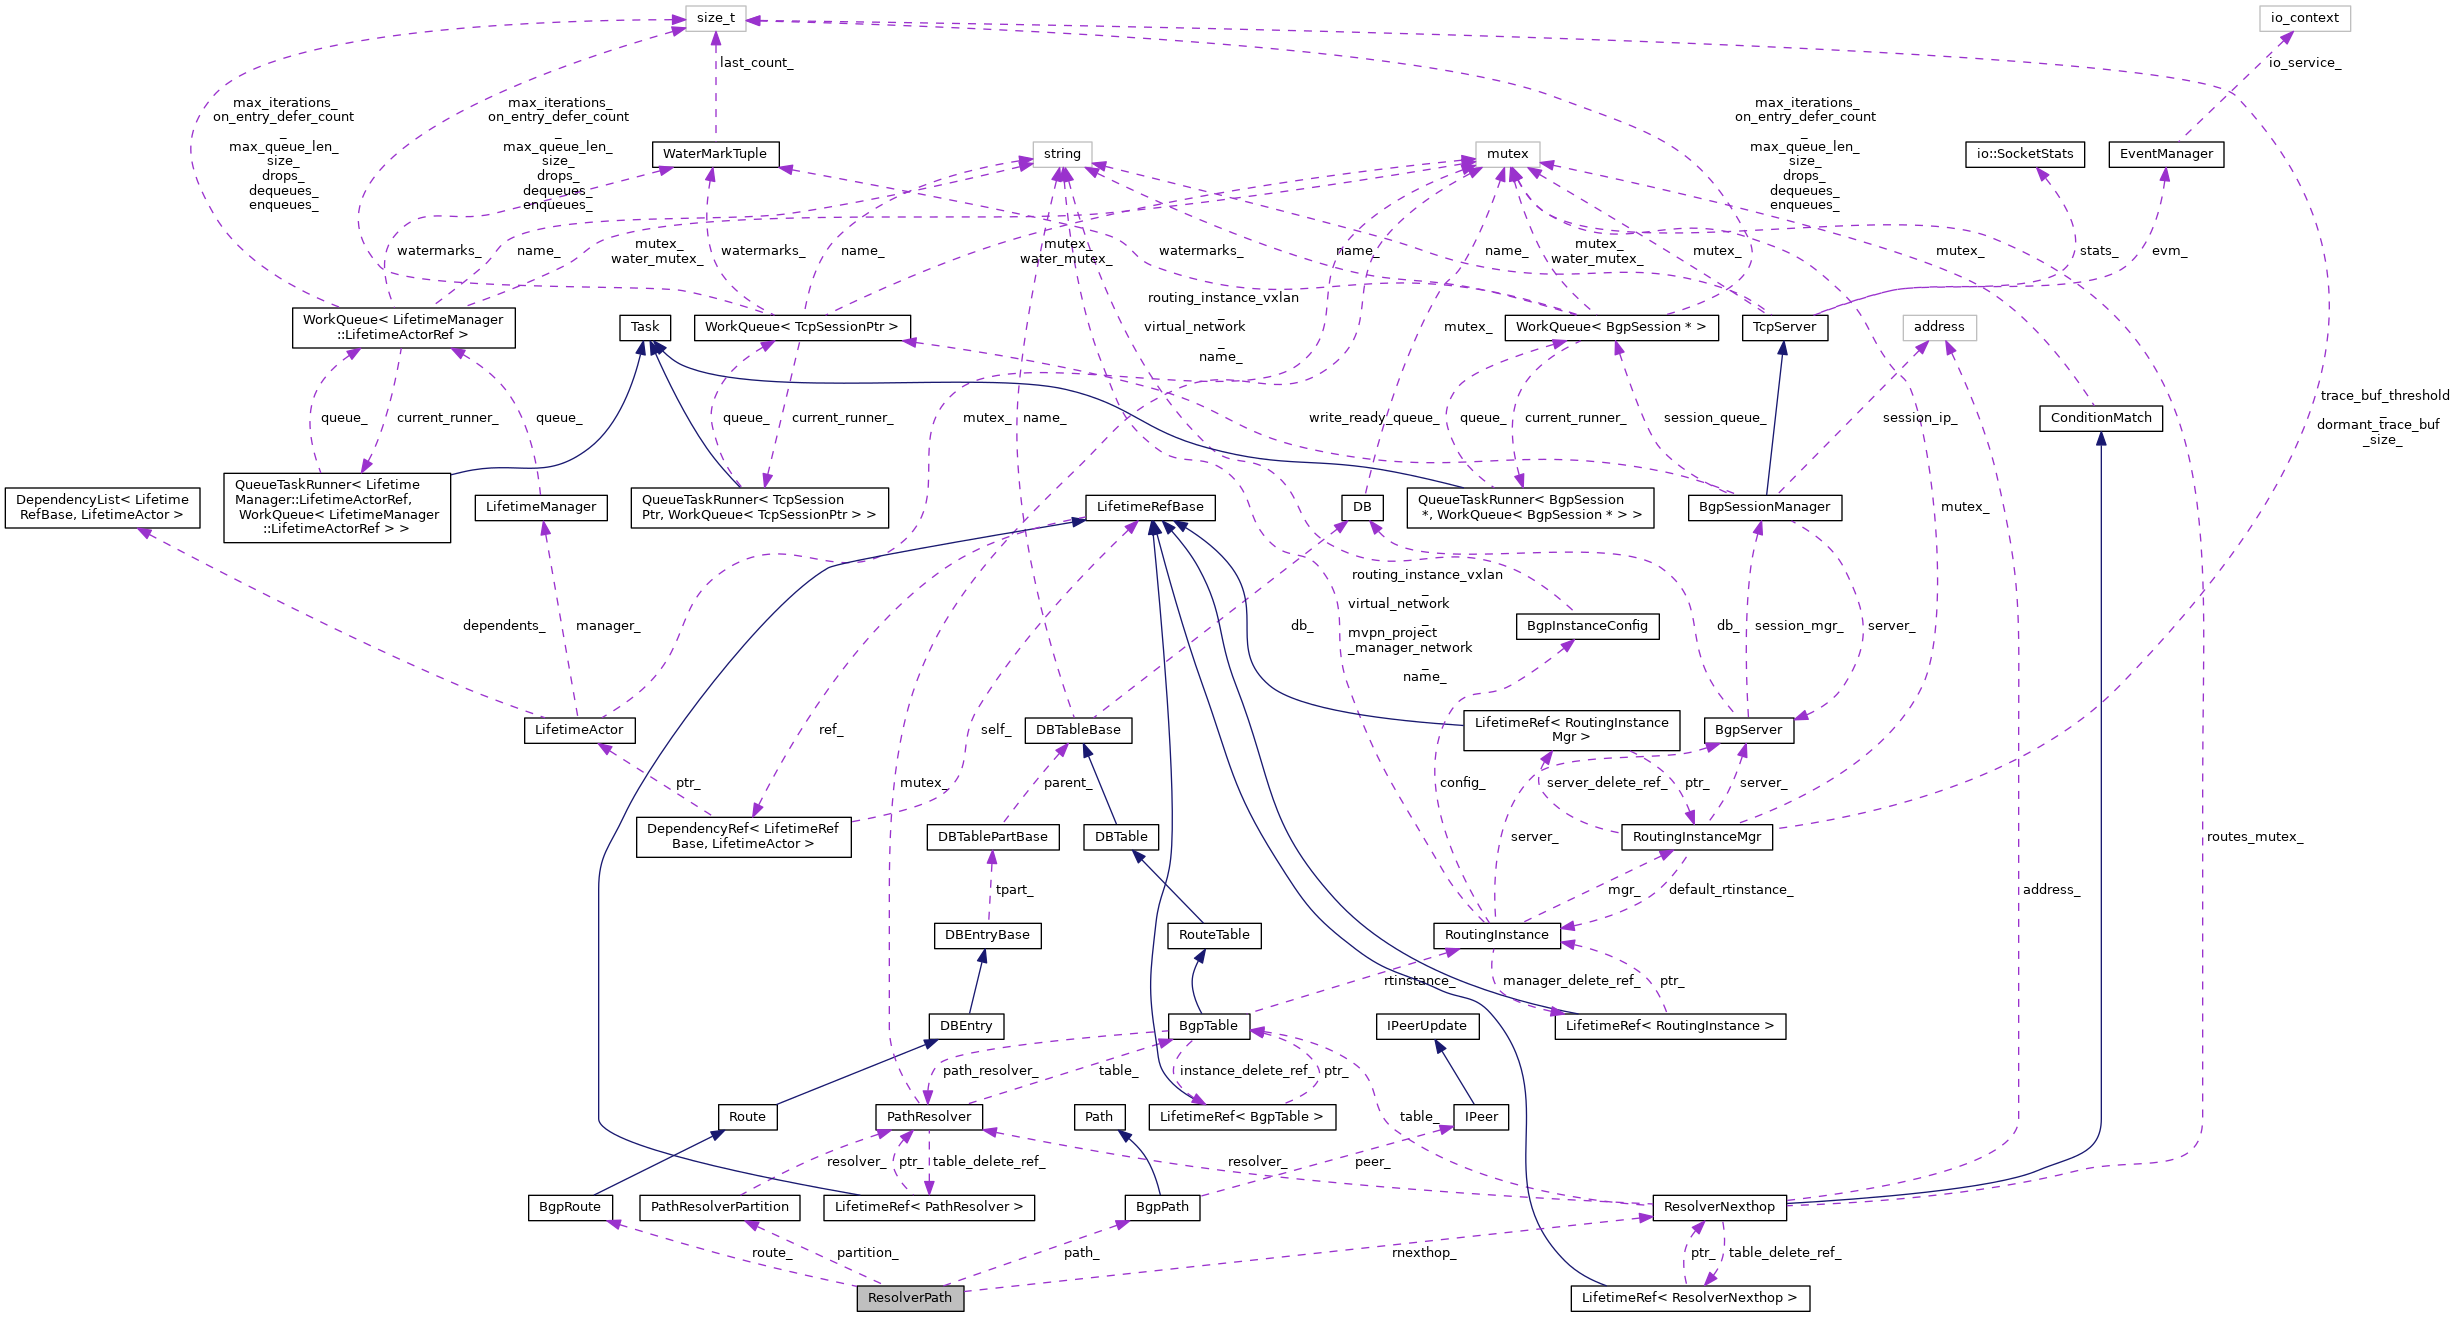 size_t
io_context
last_count_
io_service_
max_iterations_
on_entry_defer_count
_
max_queue_len_
size_
drops_
dequeues_
enqueues_
max_iterations_
on_entry_defer_count
_
max_queue_len_
size_
drops_
dequeues_
enqueues_
max_iterations_
on_entry_defer_count
_
max_queue_len_
size_
drops_
dequeues_
enqueues_
WaterMarkTuple
string
mutex
io::SocketStats
EventManager
watermarks_
name_
mutex_
water_mutex_
watermarks_
name_
mutex_
water_mutex_
watermarks_
name_
name_
mutex_
water_mutex_
mutex_
mutex_
stats_
evm_
routing_instance_vxlan
_
virtual_network
_
name_
WorkQueue< LifetimeManager
::LifetimeActorRef >
Task
WorkQueue< TcpSessionPtr >
mutex_
WorkQueue< BgpSession * >
TcpServer
address
trace_buf_threshold
_
dormant_trace_buf
_size_
queue_
current_runner_
queue_
queue_
current_runner_
mutex_
name_
write_ready_queue_
queue_
current_runner_
session_queue_
session_ip_
ConditionMatch
DependencyList< Lifetime
RefBase, LifetimeActor >
QueueTaskRunner< Lifetime
Manager::LifetimeActorRef,
WorkQueue< LifetimeManager
::LifetimeActorRef > >
LifetimeManager
QueueTaskRunner< TcpSession
Ptr, WorkQueue< TcpSessionPtr > >
LifetimeRefBase
DB
QueueTaskRunner< BgpSession
*, WorkQueue< BgpSession * > >
BgpSessionManager
mutex_
dependents_
manager_
db_
routing_instance_vxlan
_
virtual_network
_
mvpn_project
_manager_network
_
name_
BgpInstanceConfig
db_
session_mgr_
server_
LifetimeActor
ref_
self_
DBTableBase
LifetimeRef< RoutingInstance
Mgr >
BgpServer
ptr_
mutex_
parent_
config_
server_delete_ref_
ptr_
server_
DependencyRef< LifetimeRef
Base, LifetimeActor >
DBTablePartBase
DBTable
server_
RoutingInstanceMgr
routes_mutex_
tpart_
mgr_
default_rtinstance_
address_
DBEntryBase
RouteTable
RoutingInstance
rtinstance_
manager_delete_ref_
ptr_
DBEntry
BgpTable
IPeerUpdate
LifetimeRef< RoutingInstance >
path_resolver_
table_
instance_delete_ref_
ptr_
Route
PathResolver
Path
LifetimeRef< BgpTable >
table_
IPeer
resolver_
ptr_
table_delete_ref_
resolver_
peer_
BgpRoute
PathResolverPartition
LifetimeRef< PathResolver >
BgpPath
ResolverNexthop
route_
partition_
path_
rnexthop_
ptr_
table_delete_ref_
ResolverPath
LifetimeRef< ResolverNexthop >